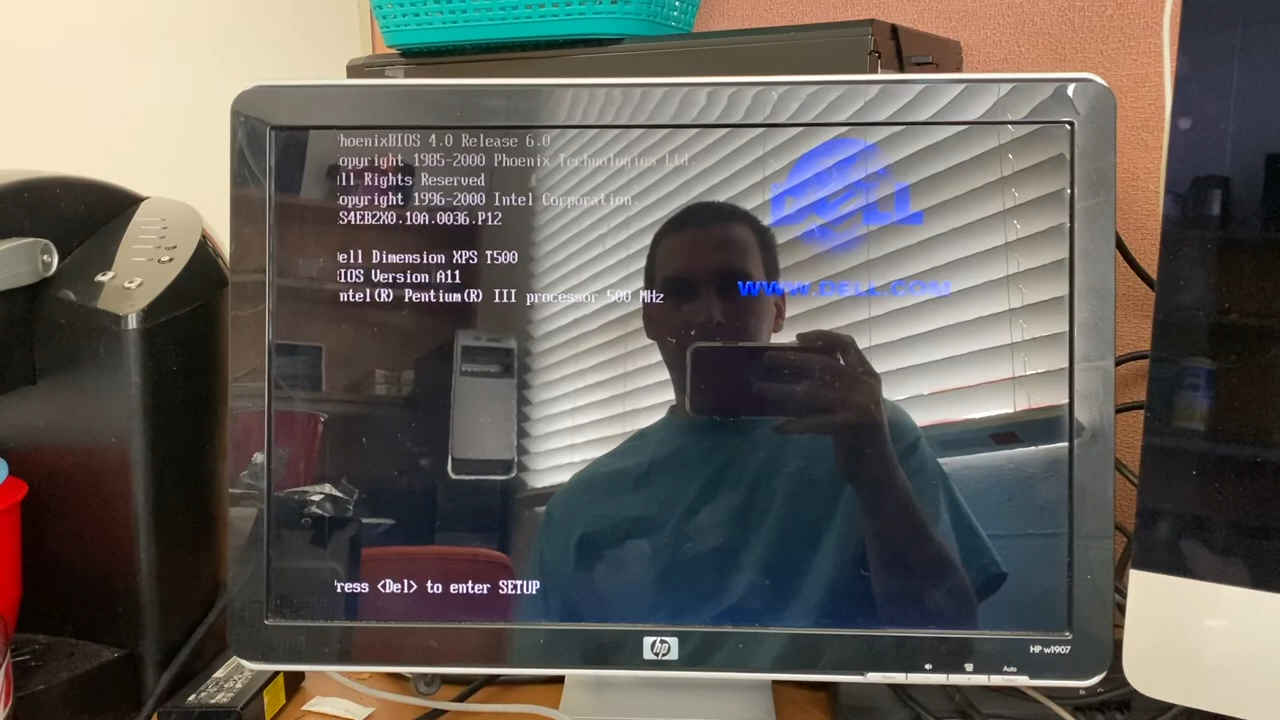 hoenixBIOS 4.0 Release 6.0
opyright 1985-2000 Phoenix Technologies Ltd.
ll Rights Reserved
opyright 1996-2000 Intel Corporation.
S4EB2X0.10A.0036.P12
DELL
WWW.DELL.COM
ell Dimension XPS T500
IOS Version A11
ntel(R) Pentium(R) III processor 500 MHz
ress <Del> to enter SETUP
hp
HP w1907
Auto